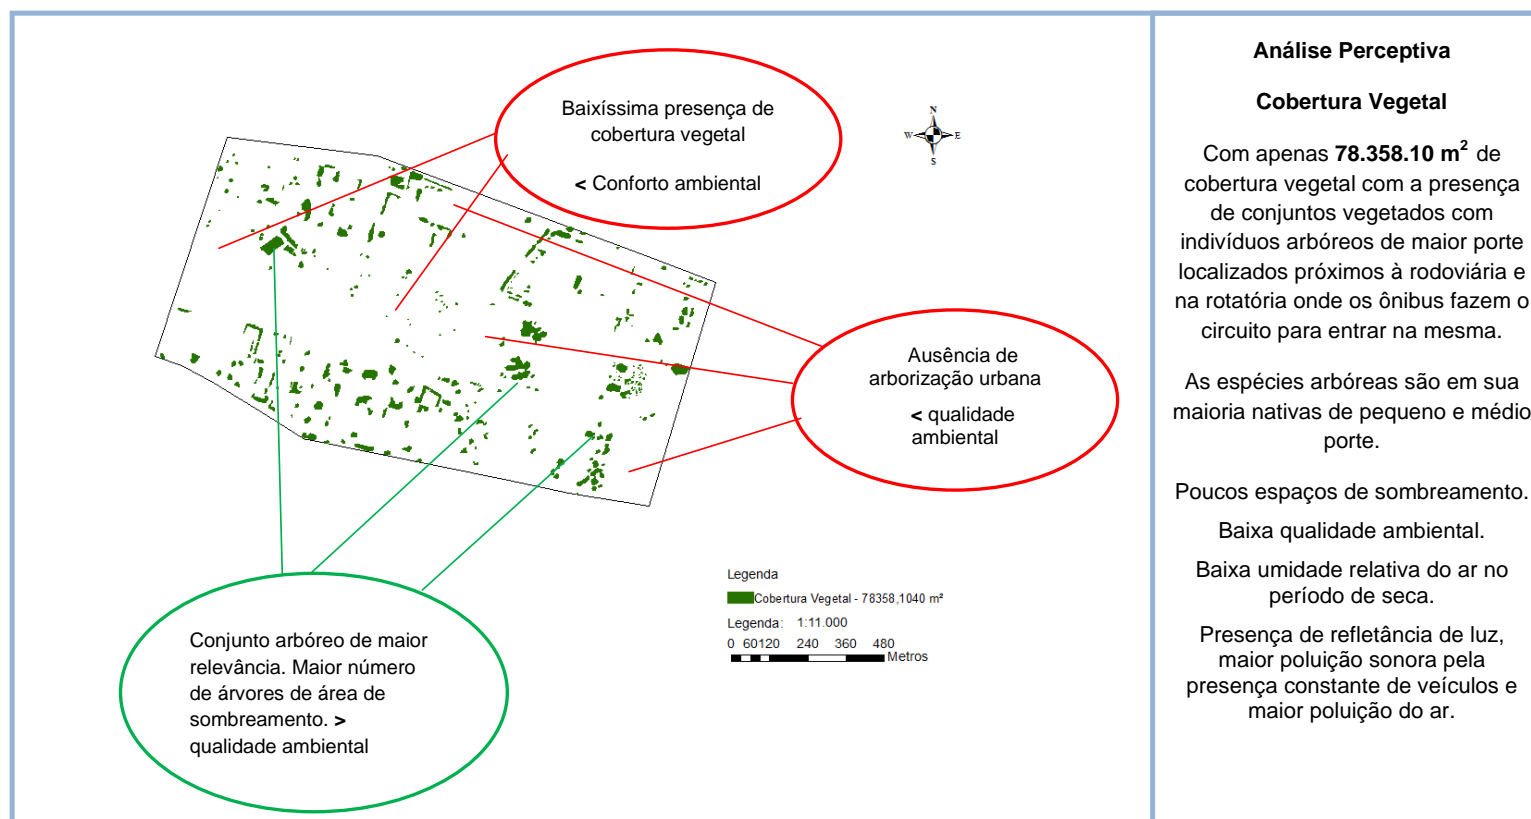 Baixíssima presença de
cobertura vegetal
< Conforto ambiental
N
W
E
S
Ausência de
arborização urbana
< qualidade
ambiental
Conjunto arbóreo de maior
relevância. Maior número
de árvores de área de
sombreamento. >
qualidade ambiental
Legenda
Cobertura Vegetal - 78358,1040 m²
Legenda: 1:11.000
0 60120 240 360 480
Metros
Análise Perceptiva
Cobertura Vegetal
Com apenas 78.358.10 m² de
cobertura vegetal com a presença
de conjuntos vegetados com
indivíduos arbóreos de maior porte
localizados próximos à rodoviária e
na rotatória onde os ônibus fazem o
circuito para entrar na mesma.
As espécies arbóreas são em sua
maioria nativas de pequeno e médio
porte.
Poucos espaços de sombreamento.
Baixa qualidade ambiental.
Baixa umidade relativa do ar no
período de seca.
Presença de refletância de luz,
maior poluição sonora pela
presença constante de veículos e
maior poluição do ar.